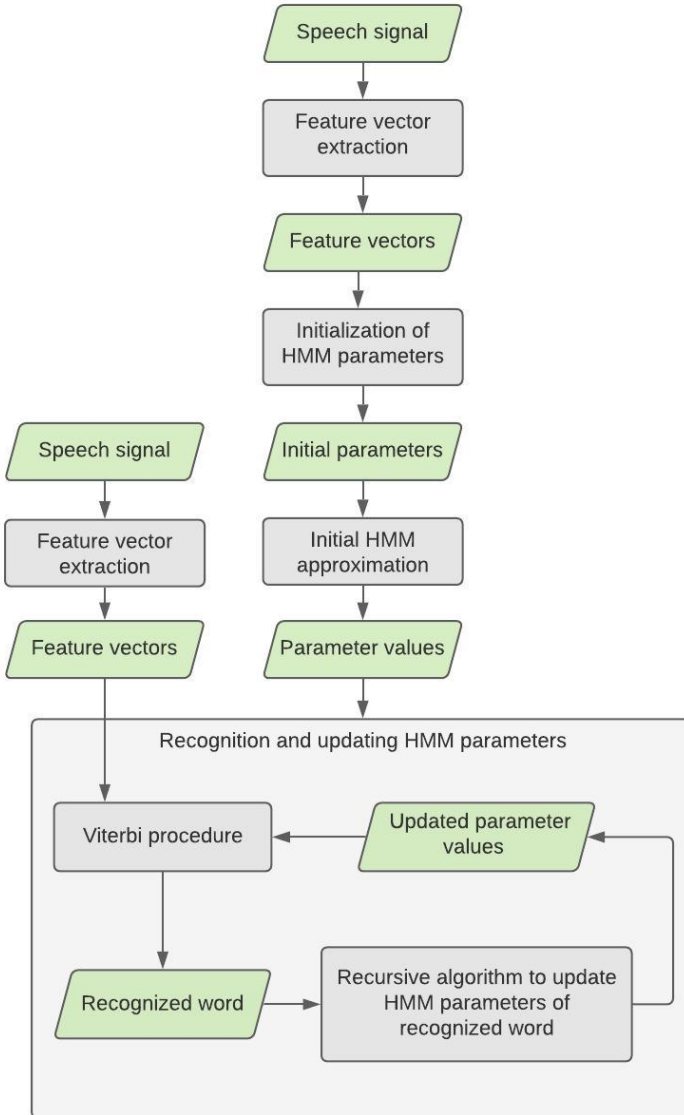 Speech signal
Feature vector
extraction
Feature vectors
Initialization of
HMM parameters
Speech signal
Initial parameters
Feature vector
extraction
Initial HMM
approximation
Feature vectors
Parameter values
Recognition and updating HMM parameters
Viterbi procedure
Updated parameter
values
Recognized word
Recursive algorithm to update
HMM parameters of
recognized word